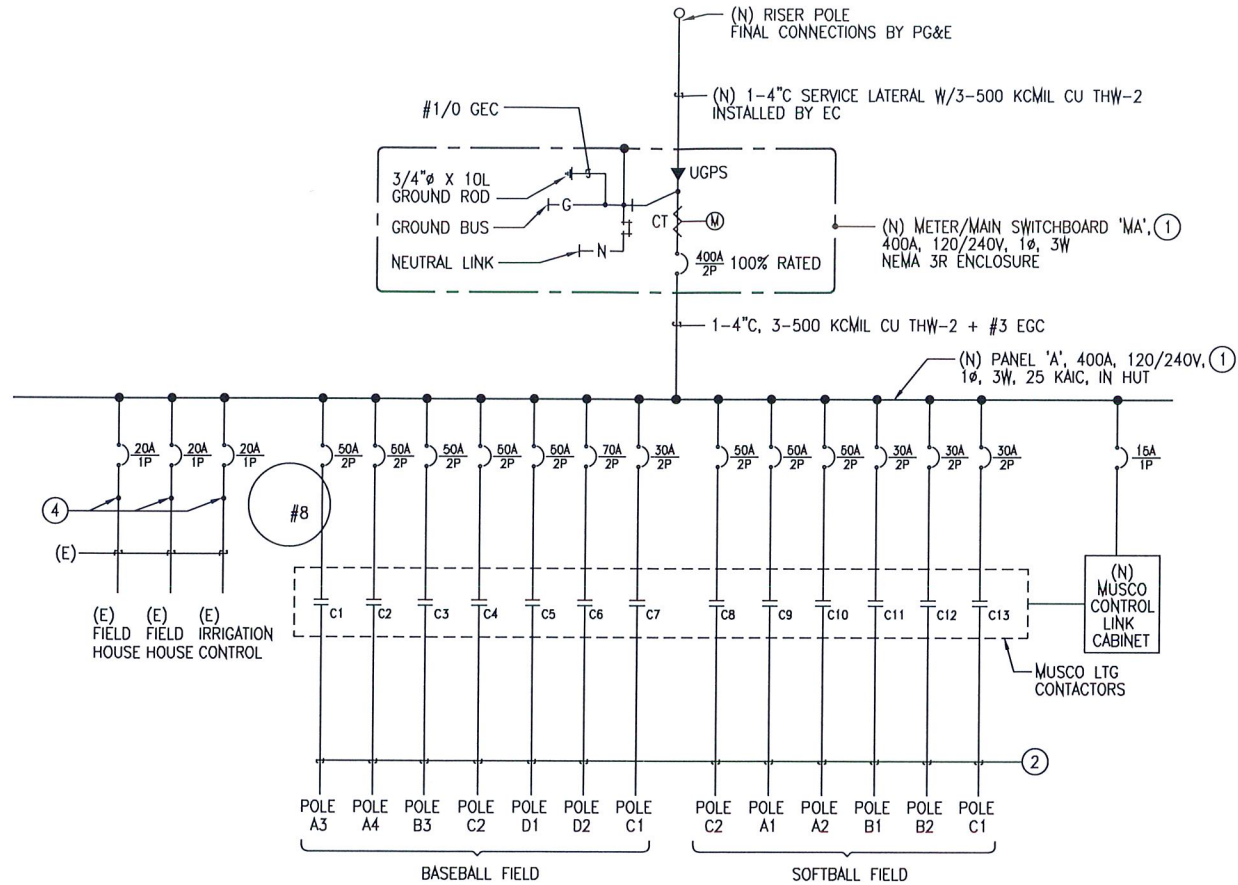 (N) RISER POLE
FINAL CONNECTIONS BY PG&E
(N) 1-4"C SERVICE LATERAL W/3-500 KCMIL CU THW-2
INSTALLED BY EC
#1/0 GEC
UGPS
3/4"ø X 10L
GROUND ROD
G
GROUND BUS
CT
M
NEUTRAL LINK
N
400A
2P
100% RATED
(N) METER/MAIN SWITCHBOARD 'MA', 1
400A, 120/240V, 1ø, 3W
NEMA 3R ENCLOSURE
1-4"C, 3-500 KCMIL CU THW-2 + #3 EGC
(N) PANEL 'A', 400A, 120/240V, 1
1ø, 3W, 25 KAIC, IN HUT
20A 20A 20A 50A 50A 50A 50A 50A 70A 30A 50A 50A 50A 30A 30A 30A 15A
1P 1P 1P 2P 2P 2P 2P 2P 2P 2P 2P 2P 2P 2P 2P 2P 1P
4
#8
(E)
C1 C2 C3 C4 C5 C6 C7 C8 C9 C10 C11 C12 C13
(N)
MUSCO
CONTROL
LINK
CABINET
(E) (E) (E)
FIELD FIELD IRRIGATION
HOUSE HOUSE CONTROL
MUSCO LTG
CONTACTORS
2
POLE POLE POLE POLE POLE POLE POLE POLE POLE POLE POLE POLE POLE
A3 A4 B3 C2 D1 D2 C1 C2 A1 A2 B1 B2 C1
BASEBALL FIELD
SOFTBALL FIELD